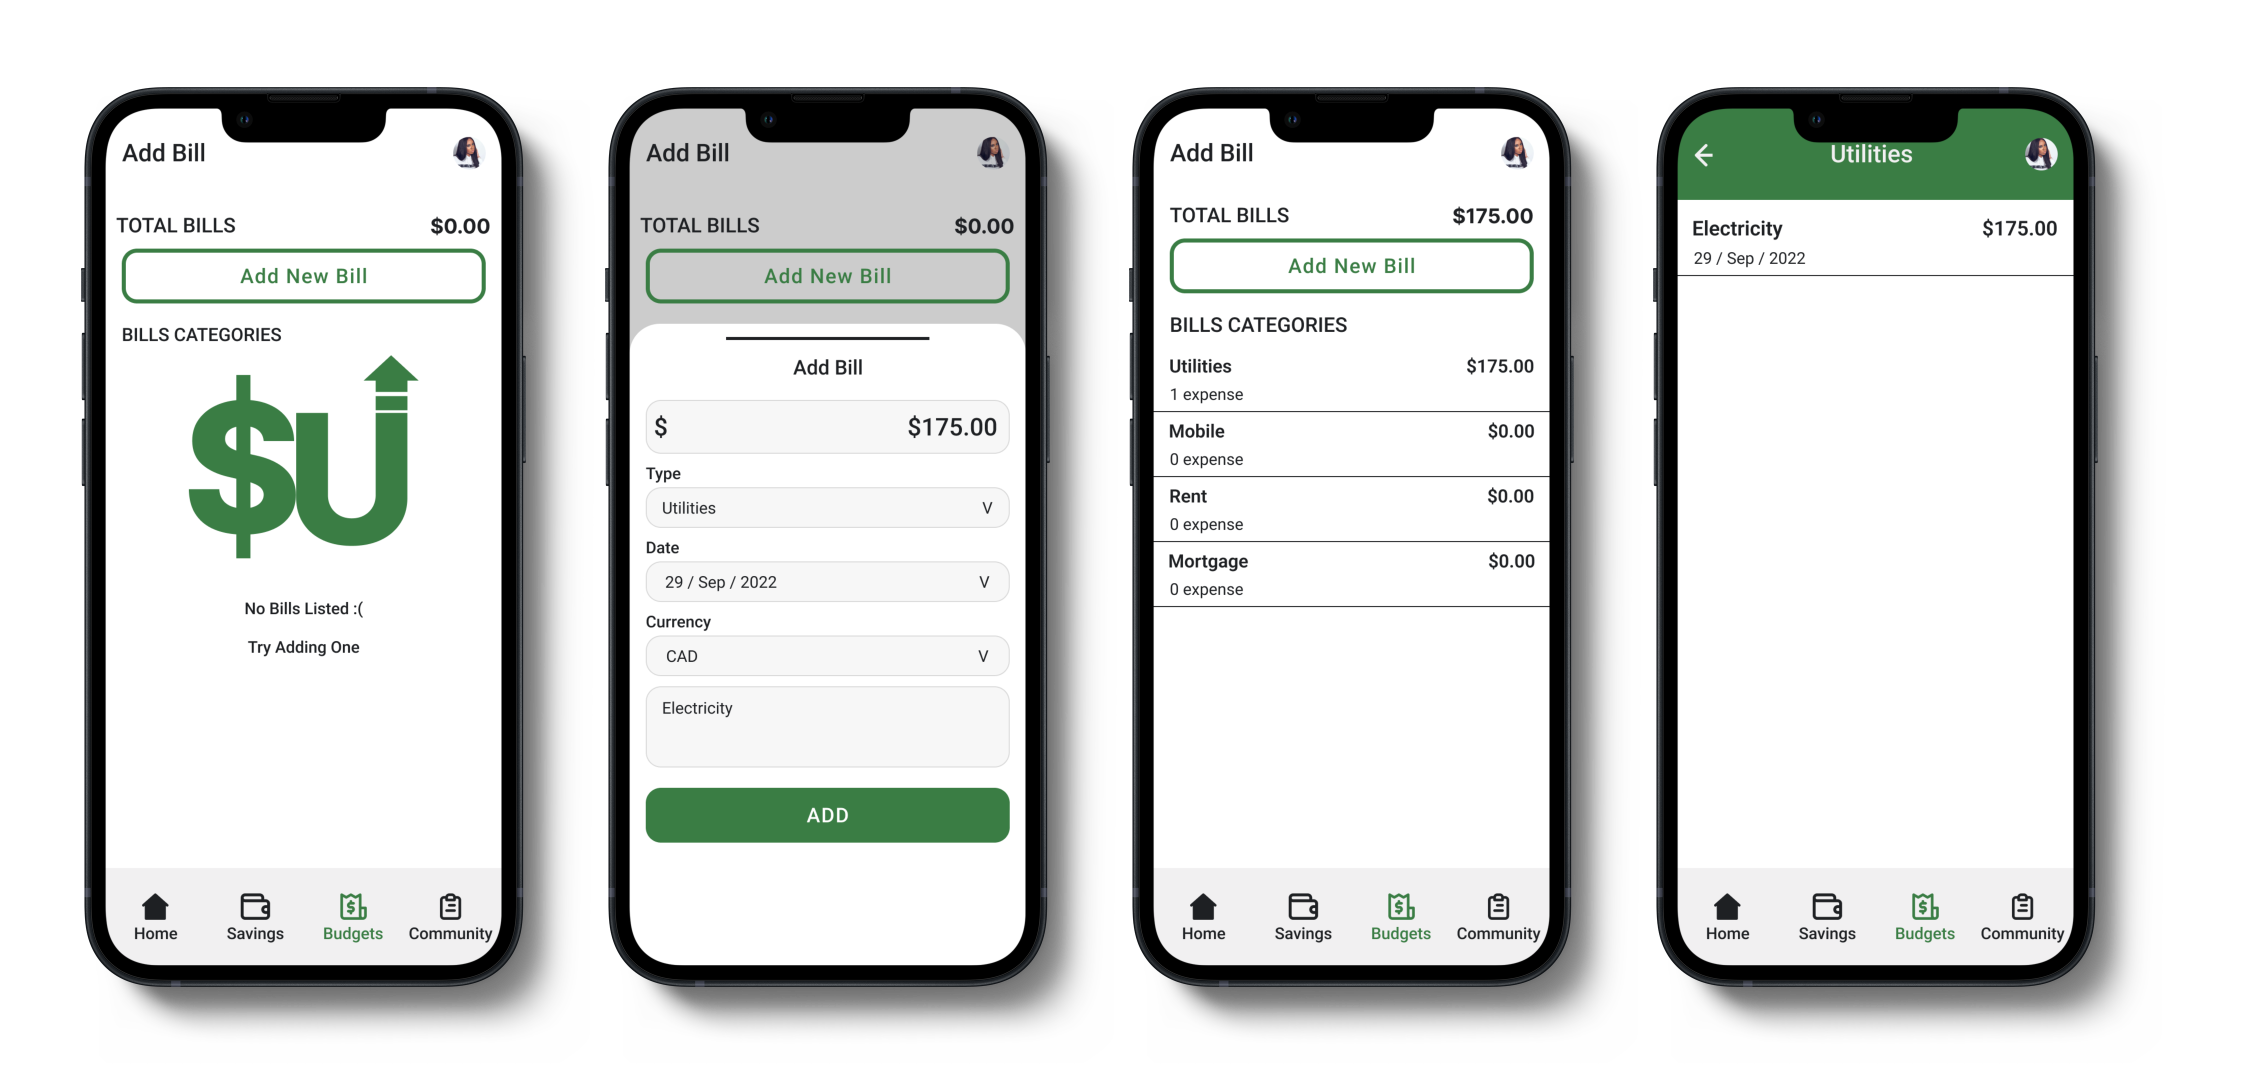 Add Bill
TOTAL BILLS $0.00
Add New Bill
BILLS CATEGORIES
$U
No Bills Listed :(
Try Adding One
Home Savings Budgets Community
Add Bill
TOTAL BILLS $0.00
Add New Bill
Add Bill
$ $175.00
Type
Utilities V
Date
29 / Sep / 2022 V
Currency
CAD V
Electricity
ADD
Add Bill
TOTAL BILLS $175.00
Add New Bill
BILLS CATEGORIES
Utilities $175.00
1 expense
Mobile $0.00
0 expense
Rent $0.00
0 expense
Mortgage $0.00
0 expense
Home Savings Budgets Community
Utilities
Electricity $175.00
29 / Sep / 2022
Home Savings Budgets Community